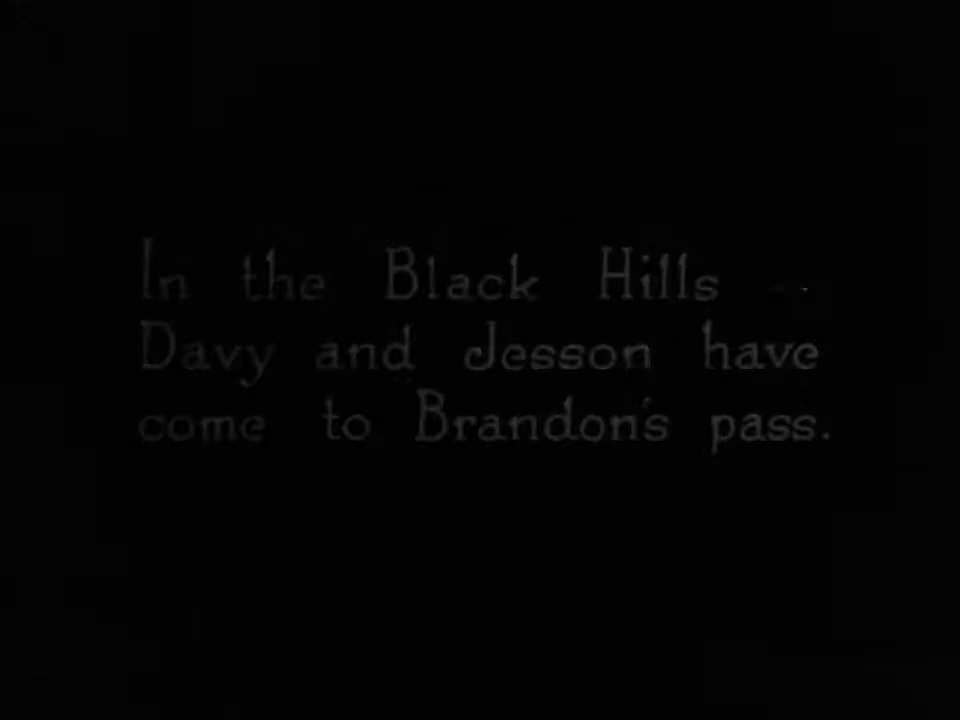 In the Black Hills --
Davy and Jesson have
come to Brandon's pass.